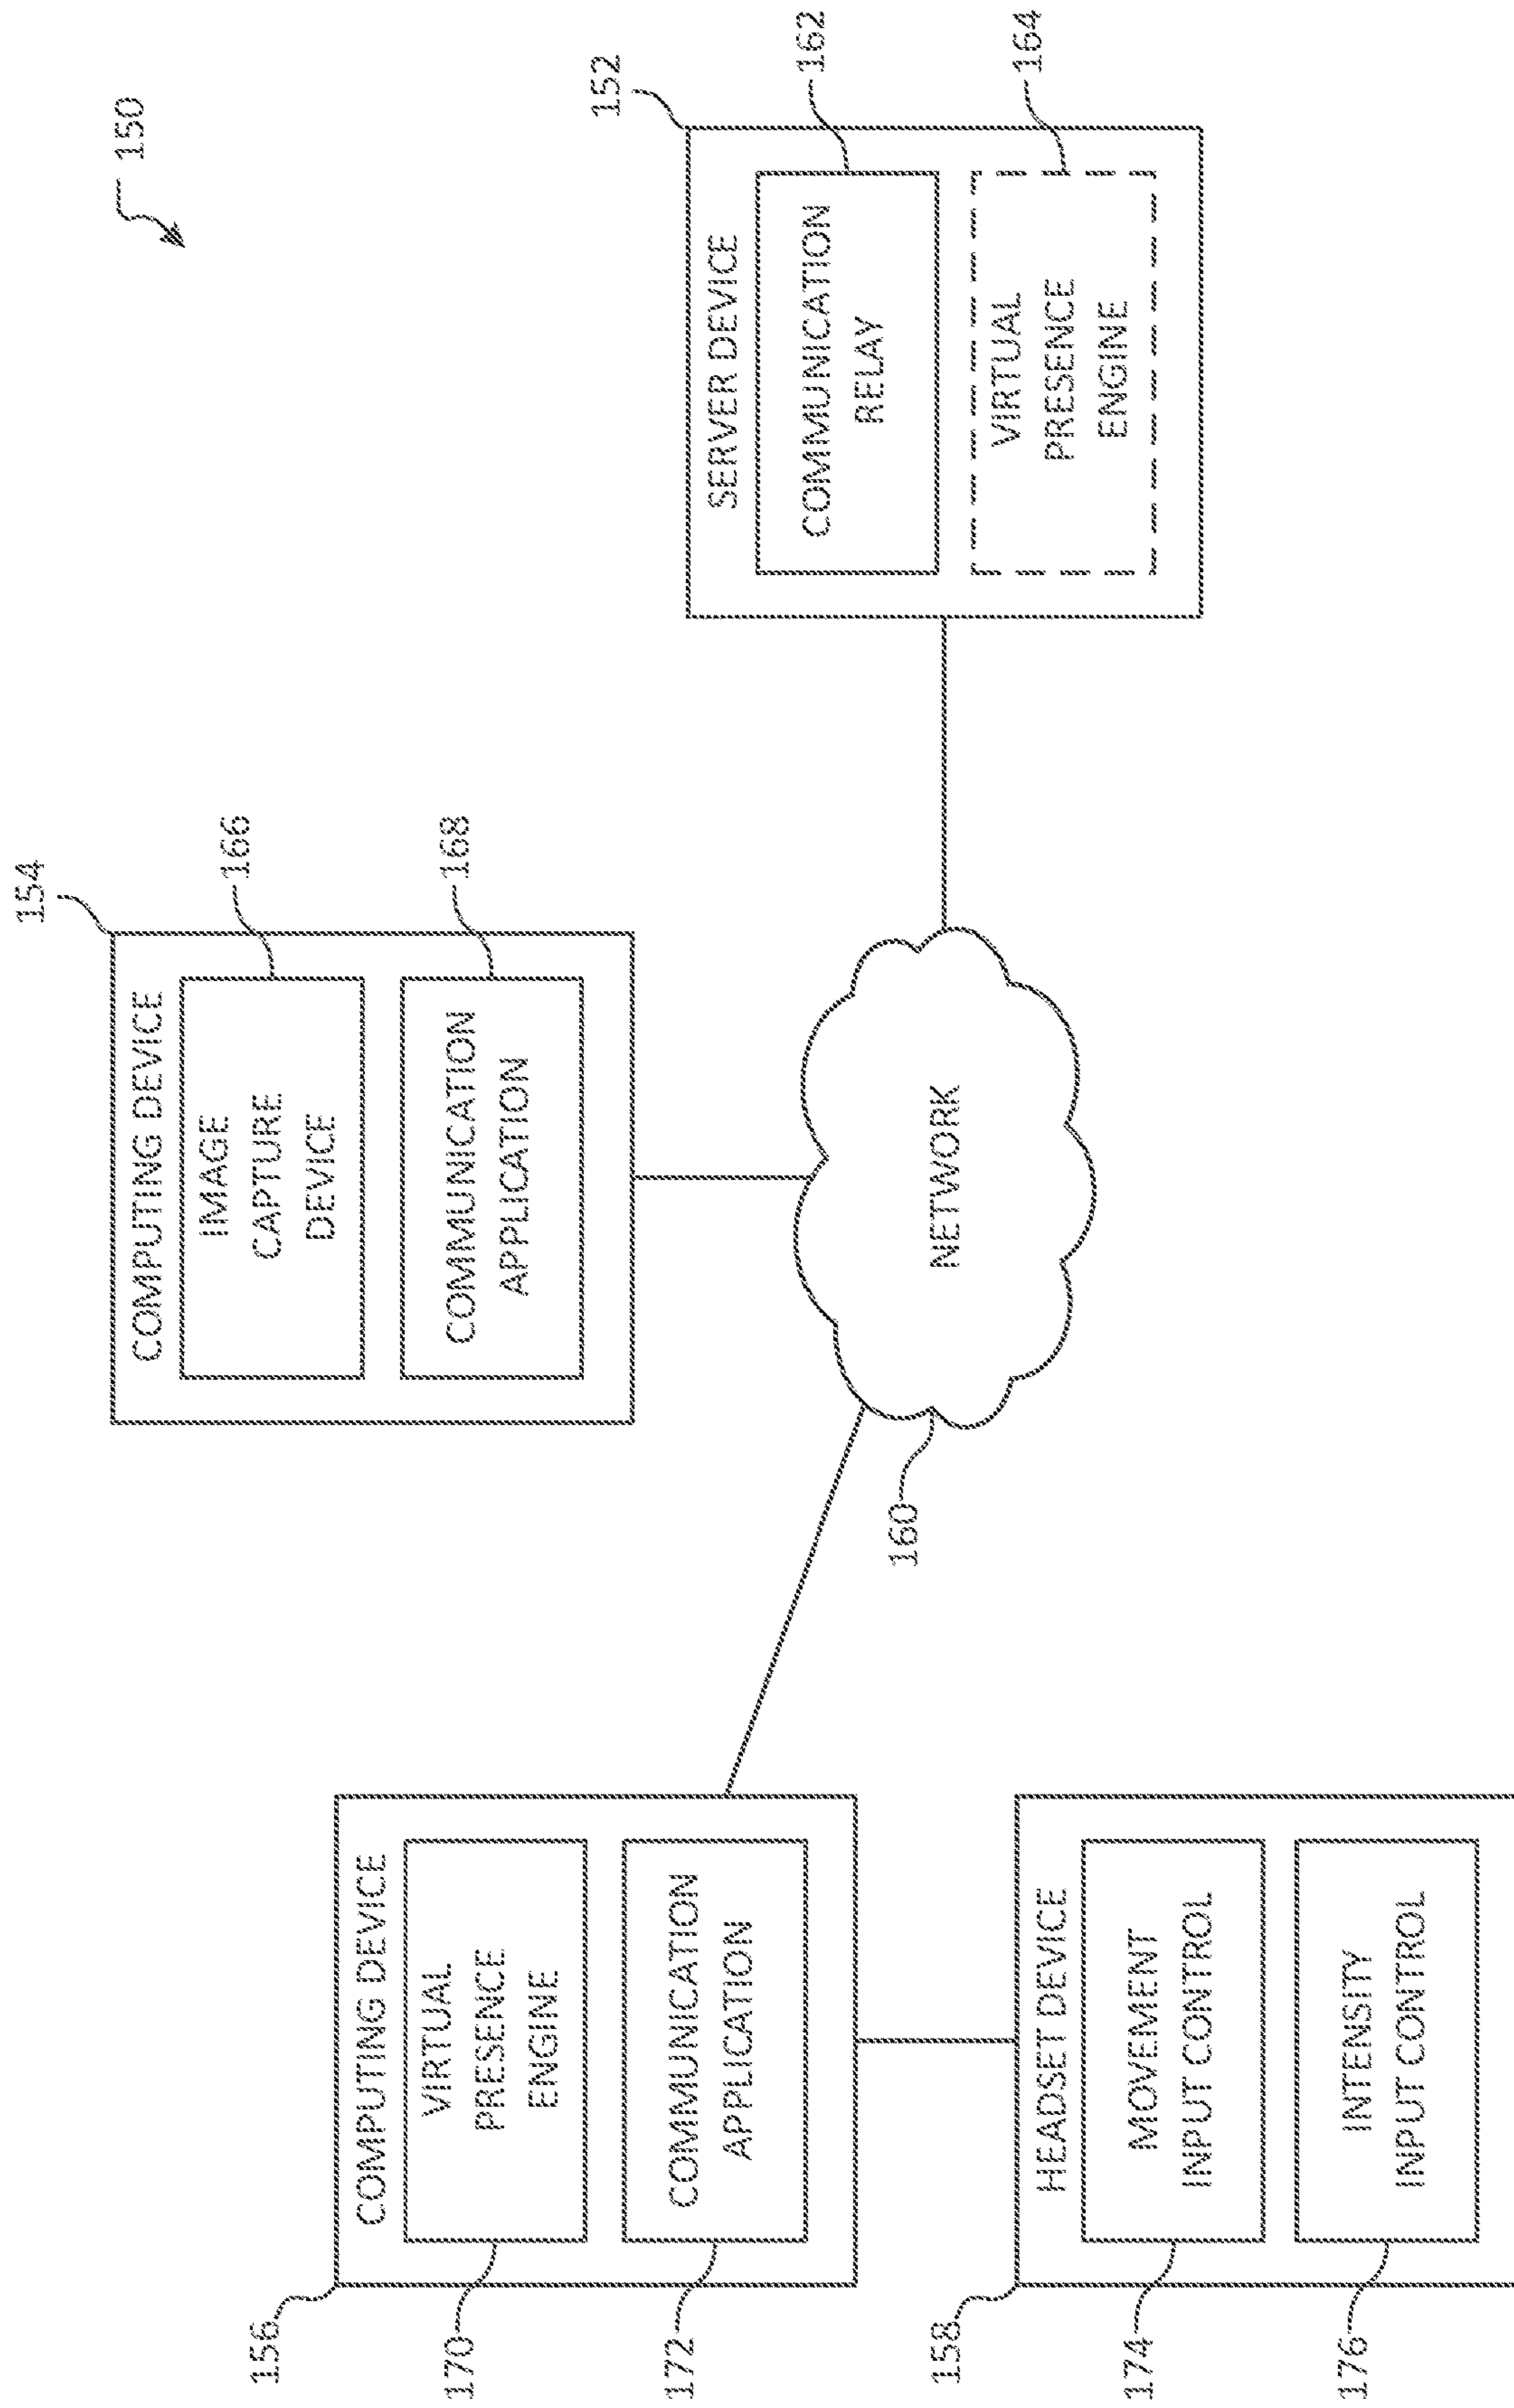 150
154
COMPUTING DEVICE
166
IMAGE
CAPTURE
DEVICE
168
COMMUNICATION
APPLICATION
156
COMPUTING DEVICE
170
VIRTUAL
PRESENCE
ENGINE
172
COMMUNICATION
APPLICATION
152
SERVER DEVICE
162
COMMUNICATION
RELAY
164
VIRTUAL
PRESENCE
ENGINE
160
NETWORK
158
HEADSET DEVICE
174
MOVEMENT
INPUT CONTROL
176
INTENSITY
INPUT CONTROL